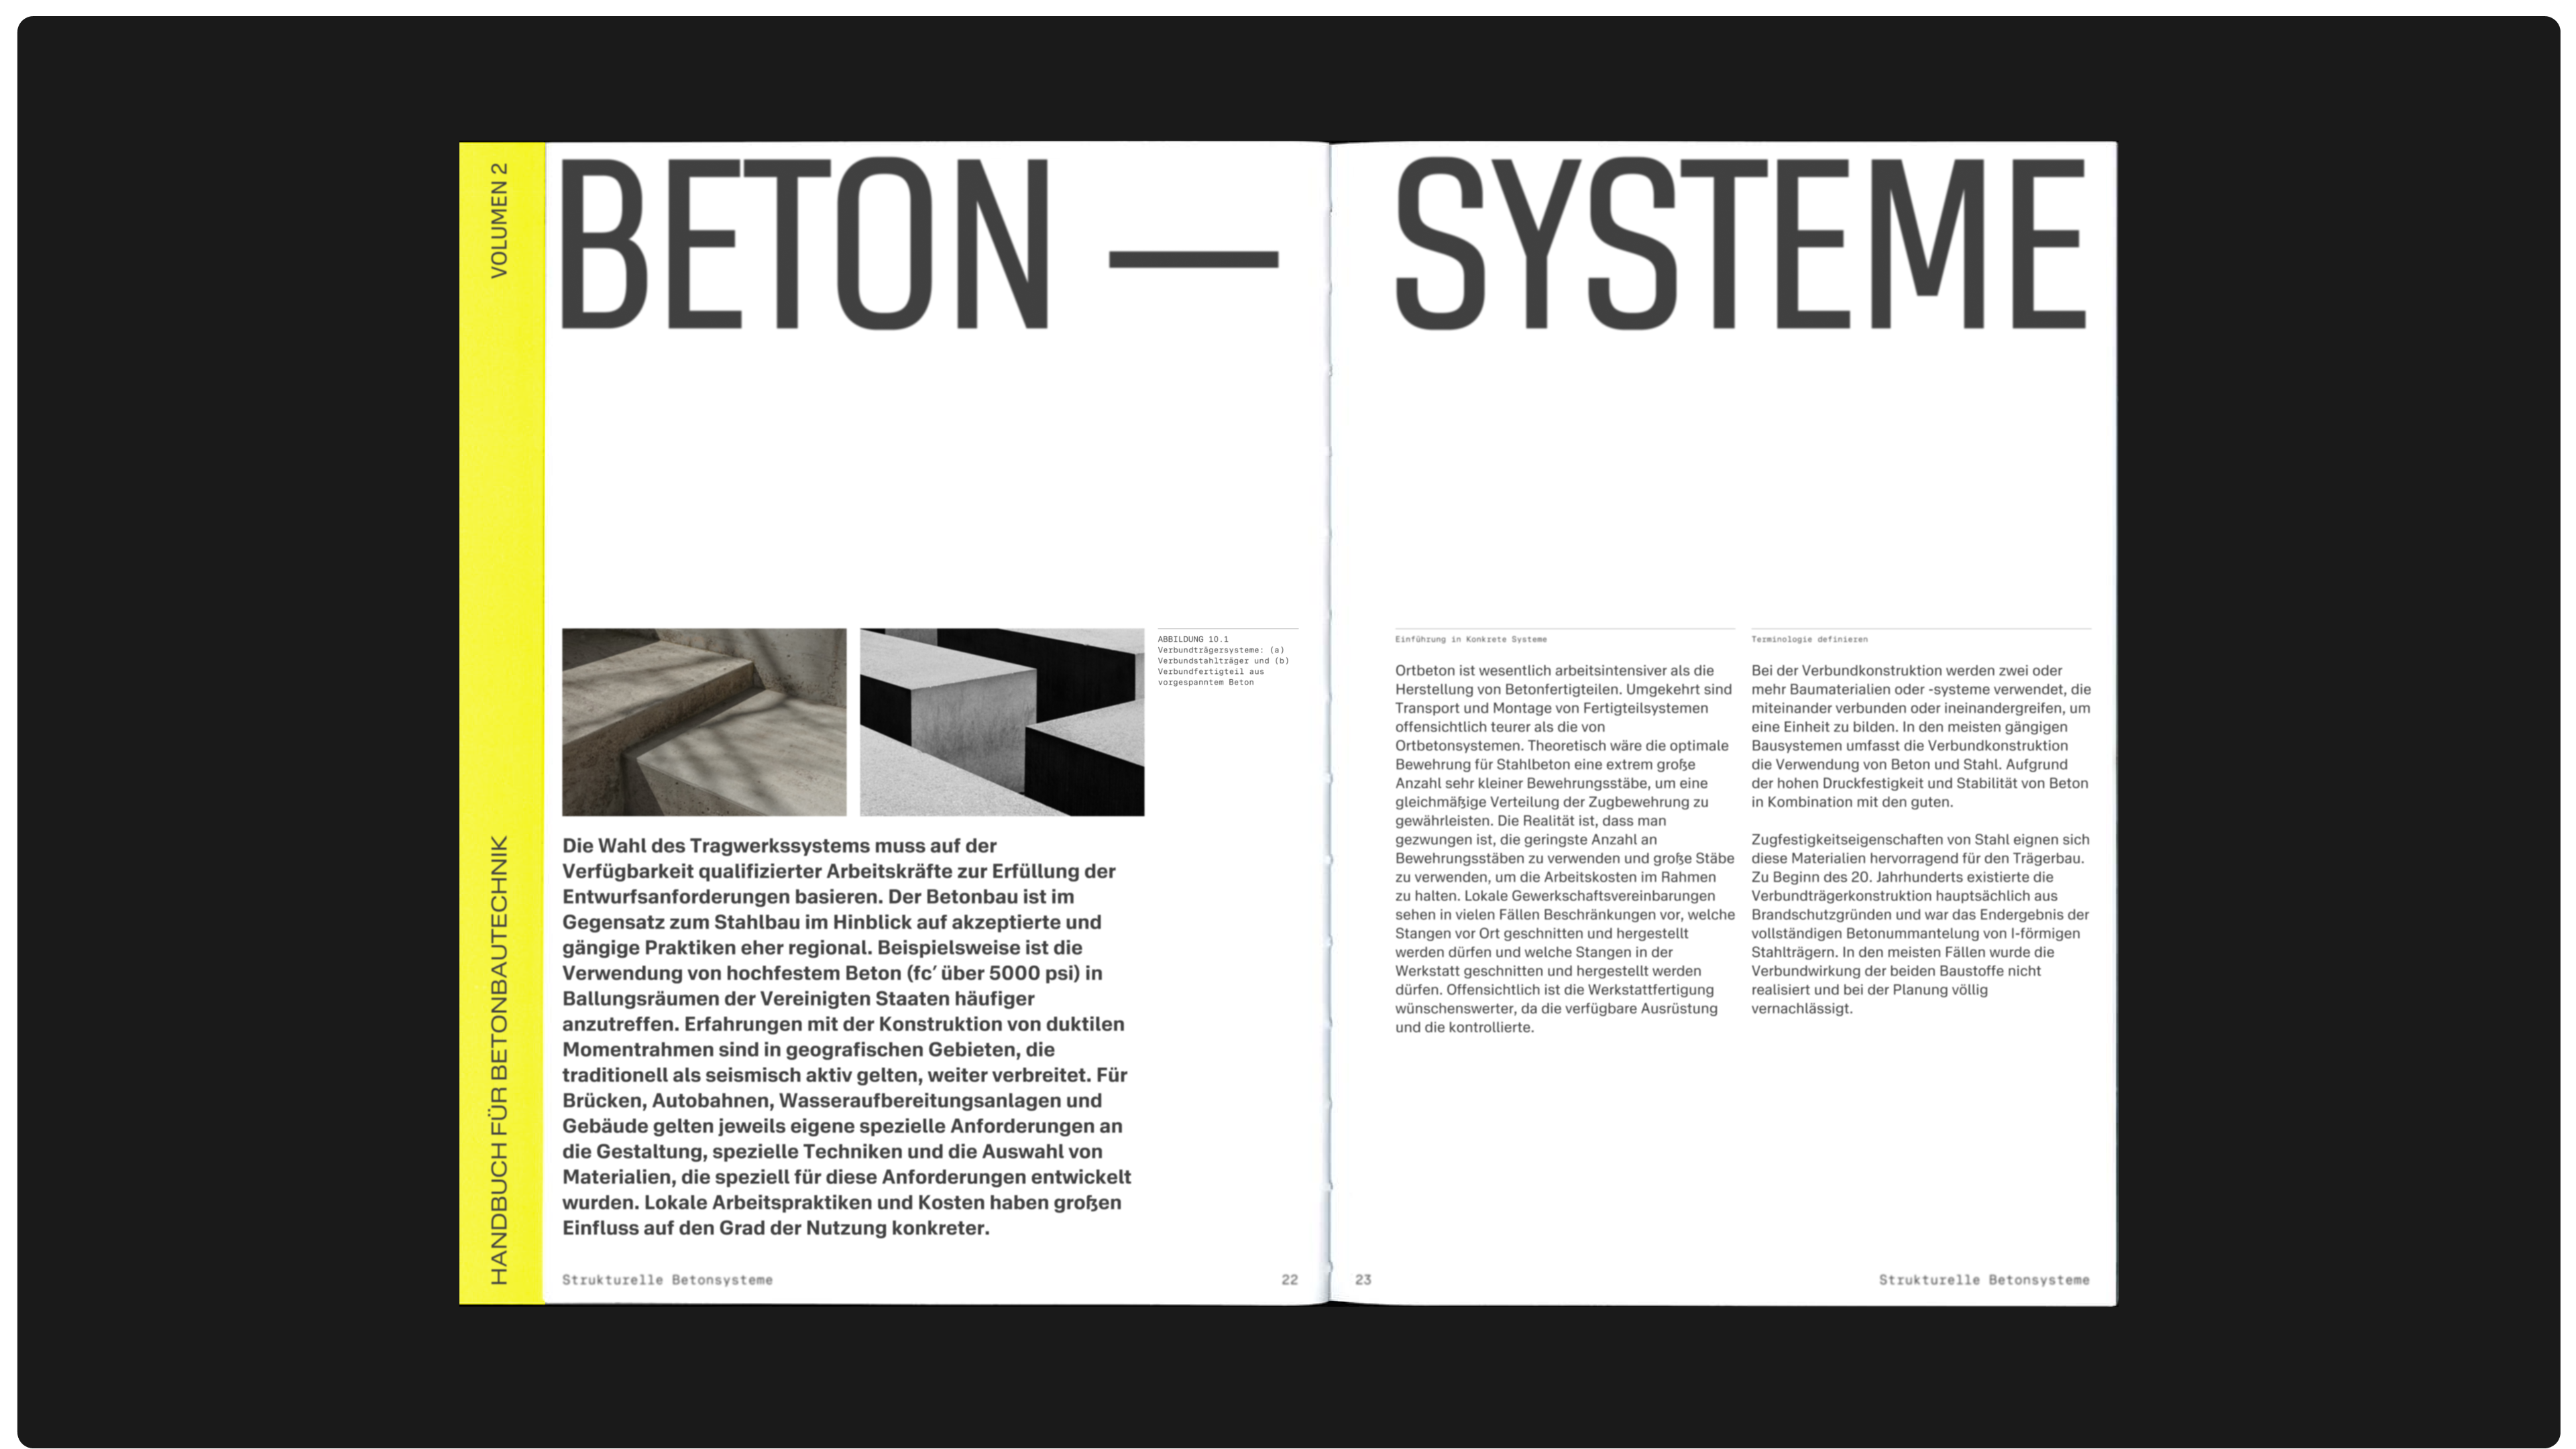 VOLUMEN 2
HANDBUCH FÜR BETONBAUTECHNIK
BETON —
SYSTEME
ABBILDUNG 10.1
Verbundträgersysteme: (a)
Verbundstahlträger und (b)
Verbundfertigteil aus
vorgespanntem Beton
Die Wahl des Tragwerkssystems muss auf der
Verfügbarkeit qualifizierter Arbeitskräfte zur Erfüllung der
Entwurfsanforderungen basieren. Der Betonbau ist im
Gegensatz zum Stahlbau im Hinblick auf akzeptierte und
gängige Praktiken eher regional. Beispielsweise ist die
Verwendung von hochfestem Beton (fc′ über 5000 psi) in
Ballungsräumen der Vereinigten Staaten häufiger
anzutreffen. Erfahrungen mit der Konstruktion von duktilen
Momentrahmen sind in geografischen Gebieten, die
traditionell als seismisch aktiv gelten, weiter verbreitet. Für
Brücken, Autobahnen, Wasseraufbereitungsanlagen und
Gebäude gelten jeweils eigene spezielle Anforderungen an
die Gestaltung, spezielle Techniken und die Auswahl von
Materialien, die speziell für diese Anforderungen entwickelt
wurden. Lokale Arbeitspraktiken und Kosten haben großen
Einfluss auf den Grad der Nutzung konkreter.
Strukturelle Betonsysteme
22
Einführung in Konkrete Systeme
Ortbeton ist wesentlich arbeitsintensiver als die
Herstellung von Betonfertigteilen. Umgekehrt sind
Transport und Montage von Fertigteilsystemen
offensichtlich teurer als die von
Ortbetonsystemen. Theoretisch wäre die optimale
Bewehrung für Stahlbeton eine extrem große
Anzahl sehr kleiner Bewehrungsstäbe, um eine
gleichmäßige Verteilung der Zugbewehrung zu
gewährleisten. Die Realität ist, dass man
gezwungen ist, die geringste Anzahl an
Bewehrungsstäben zu verwenden und große Stäbe
zu verwenden, um die Arbeitskosten im Rahmen
zu halten. Lokale Gewerkschaftsvereinbarungen
sehen in vielen Fällen Beschränkungen vor, welche
Stangen vor Ort geschnitten und hergestellt
werden dürfen und welche Stangen in der
Werkstatt geschnitten und hergestellt werden
dürfen. Offensichtlich ist die Werkstattfertigung
wünschenswerter, da die verfügbare Ausrüstung
und die kontrollierte.
Terminologie definieren
Bei der Verbundkonstruktion werden zwei oder
mehr Baumaterialien oder -systeme verwendet, die
miteinander verbunden oder ineinandergreifen, um
eine Einheit zu bilden. In den meisten gängigen
Bausystemen umfasst die Verbundkonstruktion
die Verwendung von Beton und Stahl. Aufgrund
der hohen Druckfestigkeit und Stabilität von Beton
in Kombination mit den guten.
Zugfestigkeitseigenschaften von Stahl eignen sich
diese Materialien hervorragend für den Trägerbau.
Zu Beginn des 20. Jahrhunderts existierte die
Verbundträgerkonstruktion hauptsächlich aus
Brandschutzgründen und war das Endergebnis der
vollständigen Betonummantelung von I-förmigen
Stahlträgern. In den meisten Fällen wurde die
Verbundwirkung der beiden Baustoffe nicht
realisiert und bei der Planung völlig
vernachlässigt.
23
Strukturelle Betonsysteme